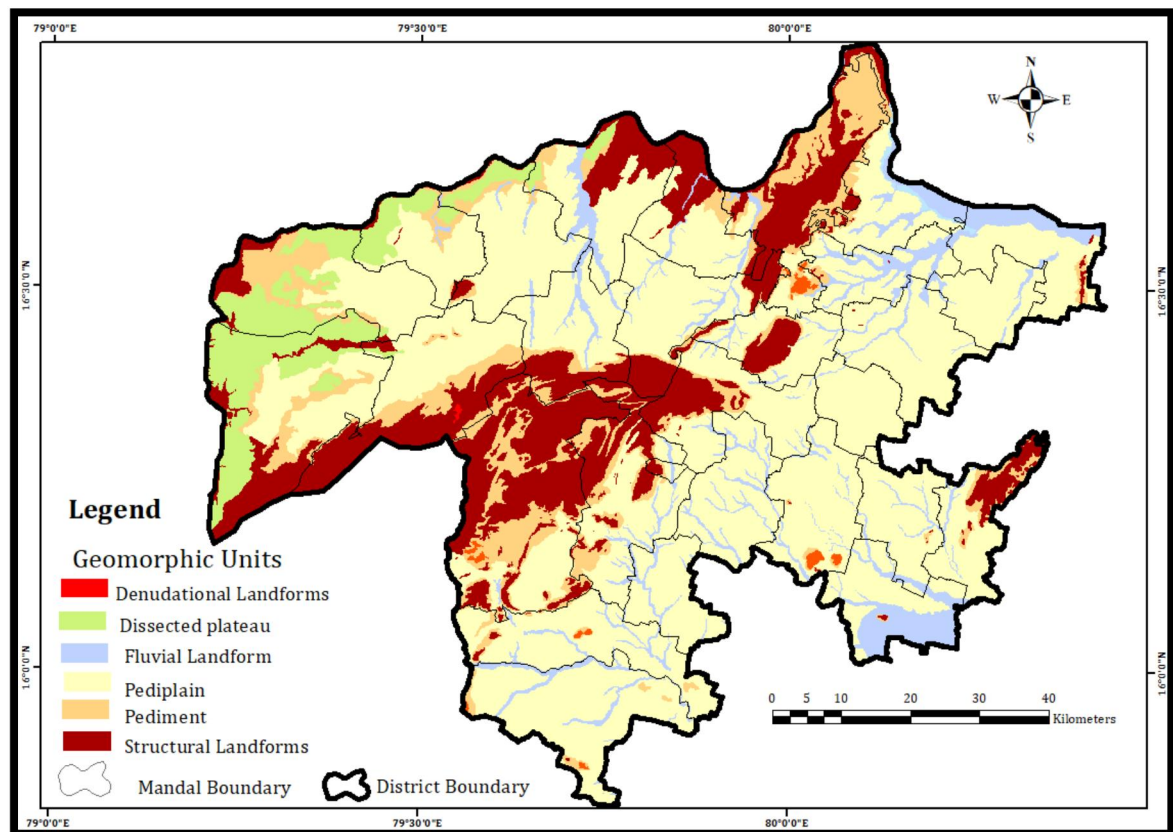 79°0'0"E
79°30'0"E
80°0'0"E
N
W
E
S
16°30'0"N
16°30'0"N
16°0'0"N
16°0'0"N
Legend
Geomorphic Units
Denudational Landforms
Dissected plateau
Fluvial Landform
Pediplain
Pediment
Structural Landforms
Mandal Boundary
District Boundary
0 5 10 20 30 40
Kilometers
79°0'0"E
79°30'0"E
80°0'0"E